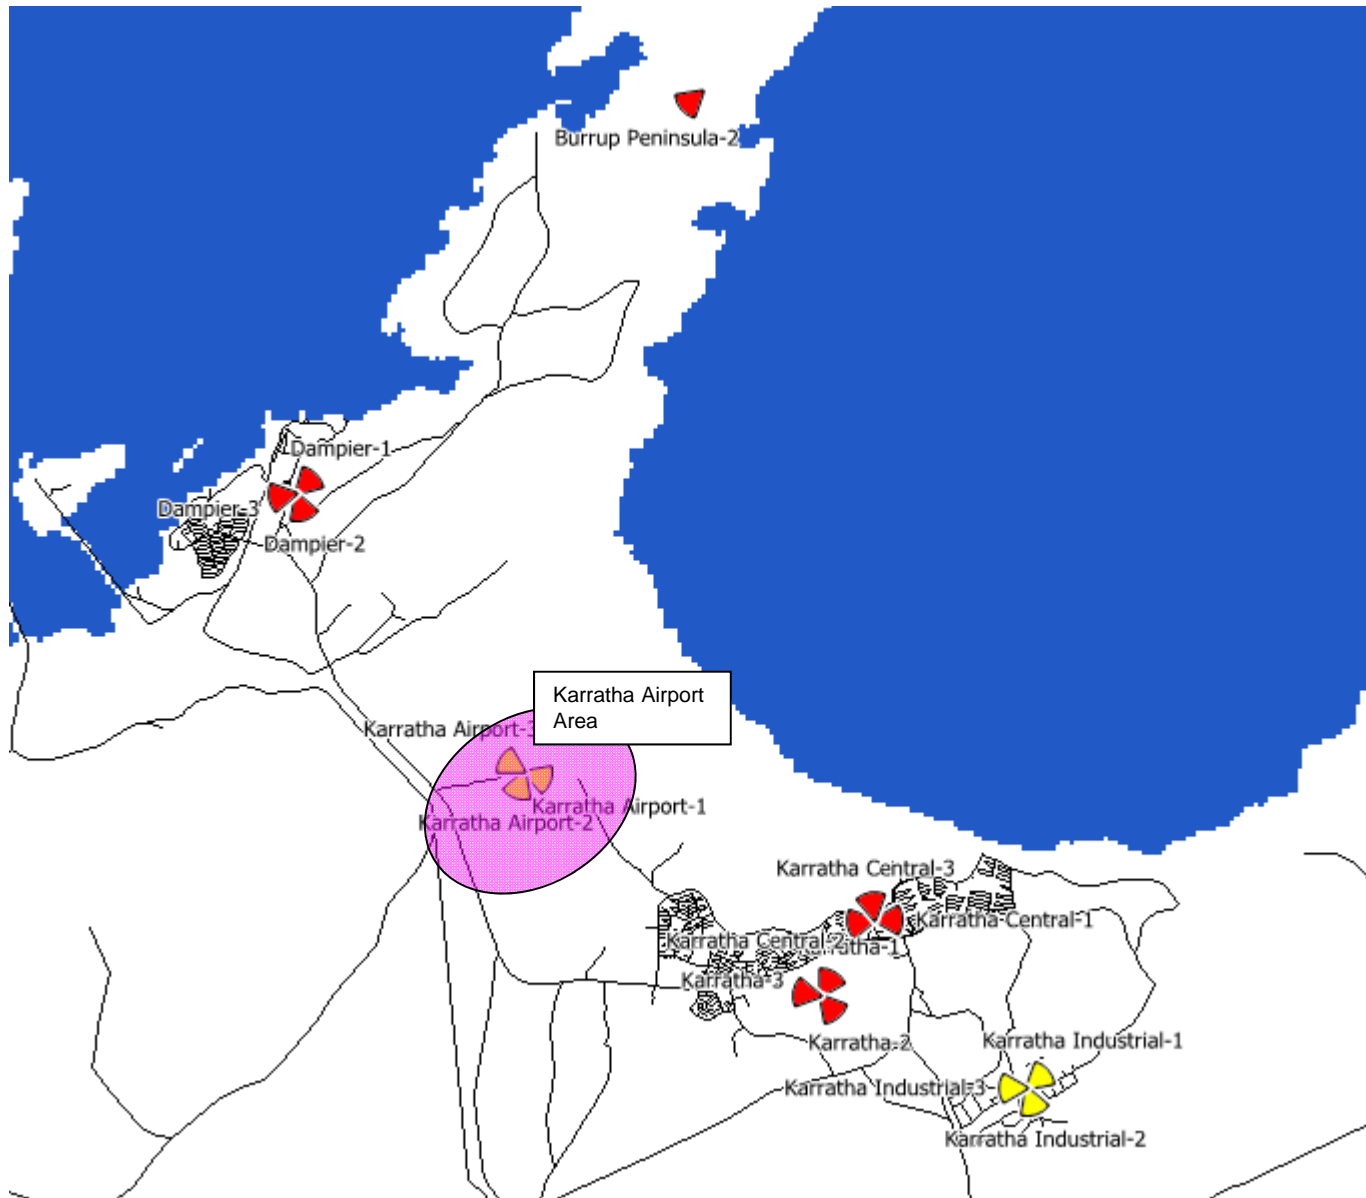 Burrup Peninsula-2
Dampier-1
Dampier-3
Dampier-2
Karratha Airport
Area
Karratha Airport-3
Karratha Airport-1
Karratha Airport-2
Karratha Central-3
Karratha Central-1
Karratha Central-2
Karratha-1
Karratha-3
Karratha-2
Karratha Industrial-1
Karratha Industrial-3
Karratha Industrial-2